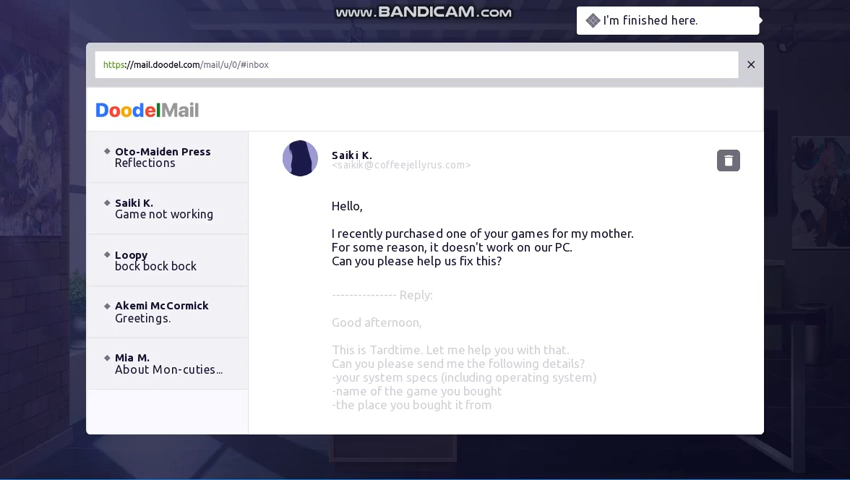 www.BANDICAM.com
I'm finished here.
https://mail.doodel.com/mail/u/0/#inbox
DoodelMail
Oto-Maiden Press
Reflections
Saiki K.
Game not working
Loopy
bock bock bock
Akemi McCormick
Greetings.
Mia M.
About Mon-cuties...
Saiki K.
<saikik@coffeejellyrus.com>
Hello,
I recently purchased one of your games for my mother.
For some reason, it doesn't work on our PC.
Can you please help us fix this?
--------------- Reply:
Good afternoon,
This is Tardtime. Let me help you with that.
Can you please send me the following details?
-your system specs (including operating system)
-name of the game you bought
-the place you bought it from